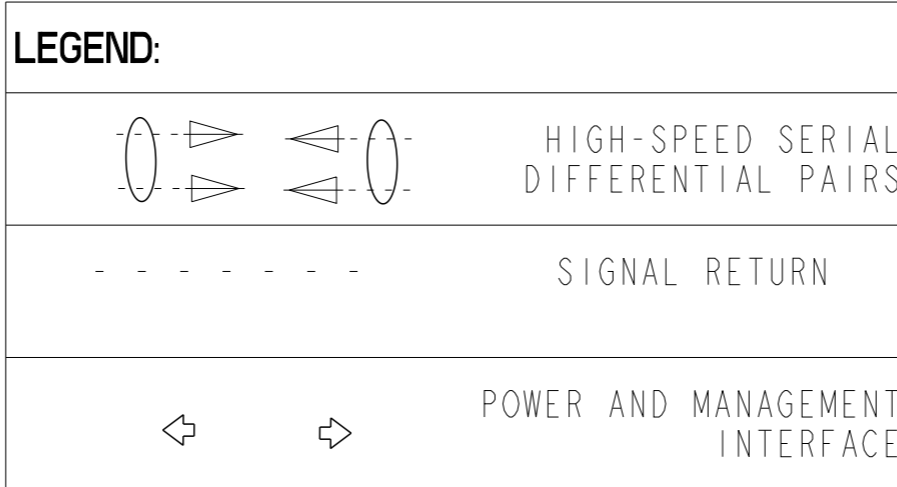 LEGEND:
HIGH-SPEED SERIAL
DIFFERENTIAL PAIRS
SIGNAL RETURN
POWER AND MANAGEMENT
INTERFACE